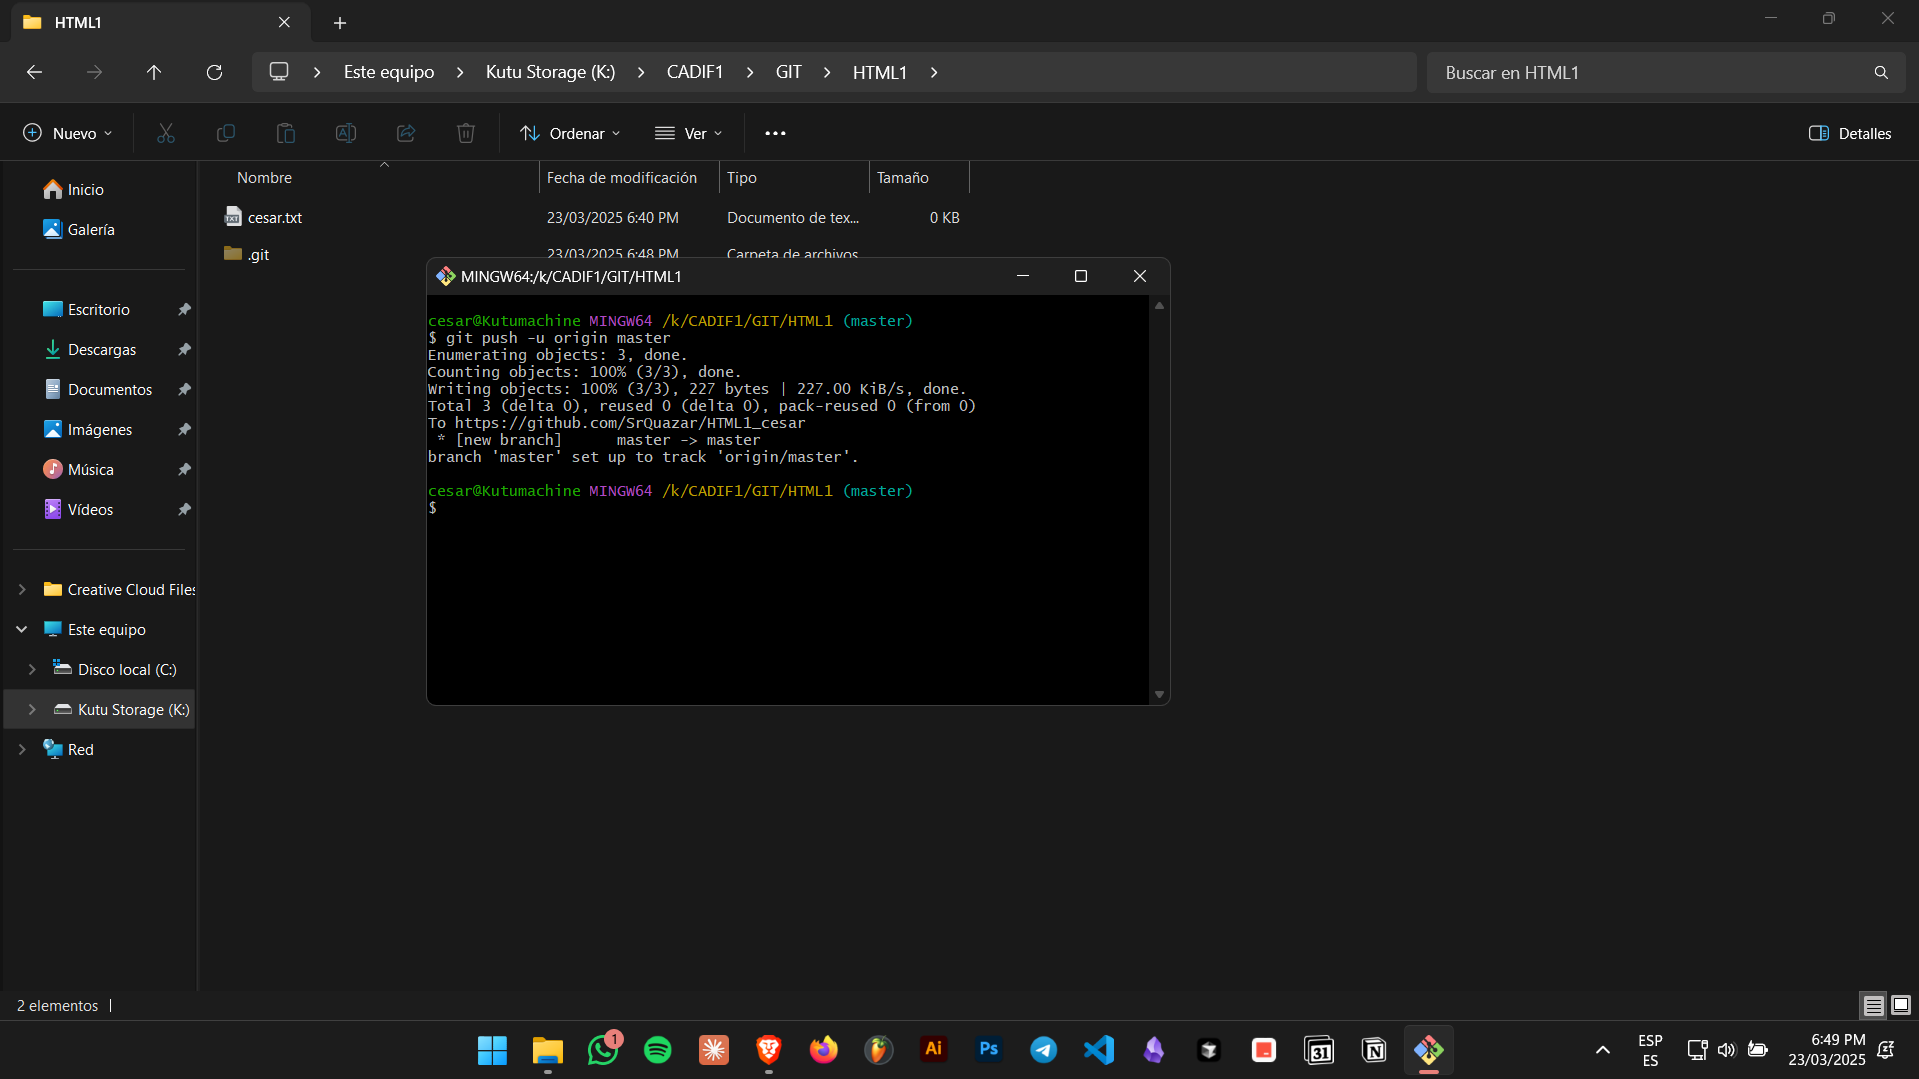 HTML1
Este equipo
Kutu Storage (K:)
CADIF1
GIT
HTML1
Buscar en HTML1
Nuevo
Ordenar
Ver
Detalles
Nombre
Fecha de modificación
Tipo
Tamaño
cesar.txt
23/03/2025 6:40 PM
Documento de tex...
0 KB
.git
23/03/2025 6:48 PM
Carpeta de archivos
Inicio
Galería
Escritorio
Descargas
Documentos
Imágenes
Música
Vídeos
Creative Cloud Files
Este equipo
Disco local (C:)
Kutu Storage (K:)
Red
MINGW64:/k/CADIF1/GIT/HTML1
cesar@Kutumachine MINGW64 /k/CADIF1/GIT/HTML1 (master)
$ git push -u origin master
Enumerating objects: 3, done.
Counting objects: 100% (3/3), done.
Writing objects: 100% (3/3), 227 bytes | 227.00 KiB/s, done.
Total 3 (delta 0), reused 0 (delta 0), pack-reused 0 (from 0)
To https://github.com/SrQuazar/HTML1_cesar
 * [new branch]      master -> master
branch 'master' set up to track 'origin/master'.
cesar@Kutumachine MINGW64 /k/CADIF1/GIT/HTML1 (master)
$
2 elementos
1
Ai
Ps
31
ESP
ES
6:49 PM
23/03/2025